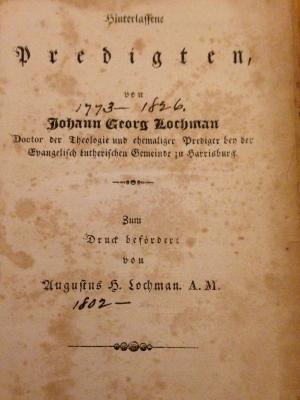 Hinterlassene
Predigten,
von
1773 — 1826.
Johann Georg Lochman
Doctor der Theologie und ehemaliger Prediger bey der
Evangelisch Lutherischen Gemeinde zu Harrisburg.
Zum
Druck befördert
von
Augustus H. Lochman. A. M.
1802 —